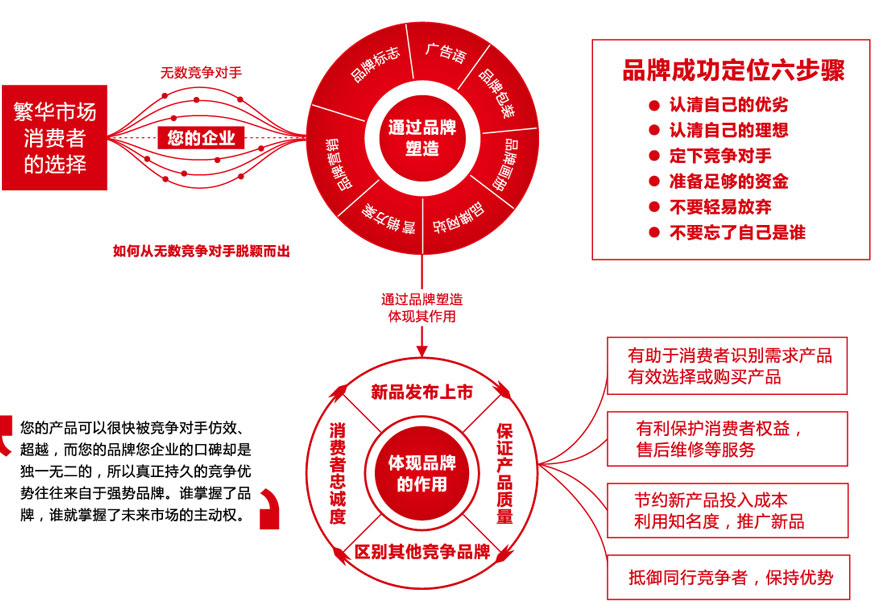 无数竞争对手
繁华市场
消费者
的选择
您的企业
如何从无数竞争对手脱颖而出
品牌标志
广告语
品牌包装
品牌画册
品牌网站
营销方案
品牌营销
通过品牌
塑造
品牌成功定位六步骤
认清自己的优劣
认清自己的理想
定下竞争对手
准备足够的资金
不要轻易放弃
不要忘了自己是谁
通过品牌塑造
体现其作用
您的产品可以很快被竞争对手仿效、
超越，而您的品牌您企业的口碑却是
独一无二的，所以真正持久的竞争优
势往往来自于强势品牌。谁掌握了品
牌，谁就掌握了未来市场的主动权。
新品发布上市
消费者忠诚度
体现品牌
的作用
保证产品质量
区别其他竞争品牌
有助于消费者识别需求产品
有效选择或购买产品
有利保护消费者权益，
售后维修等服务
节约新产品投入成本
利用知名度，推广新品
抵御同行竞争者，保持优势